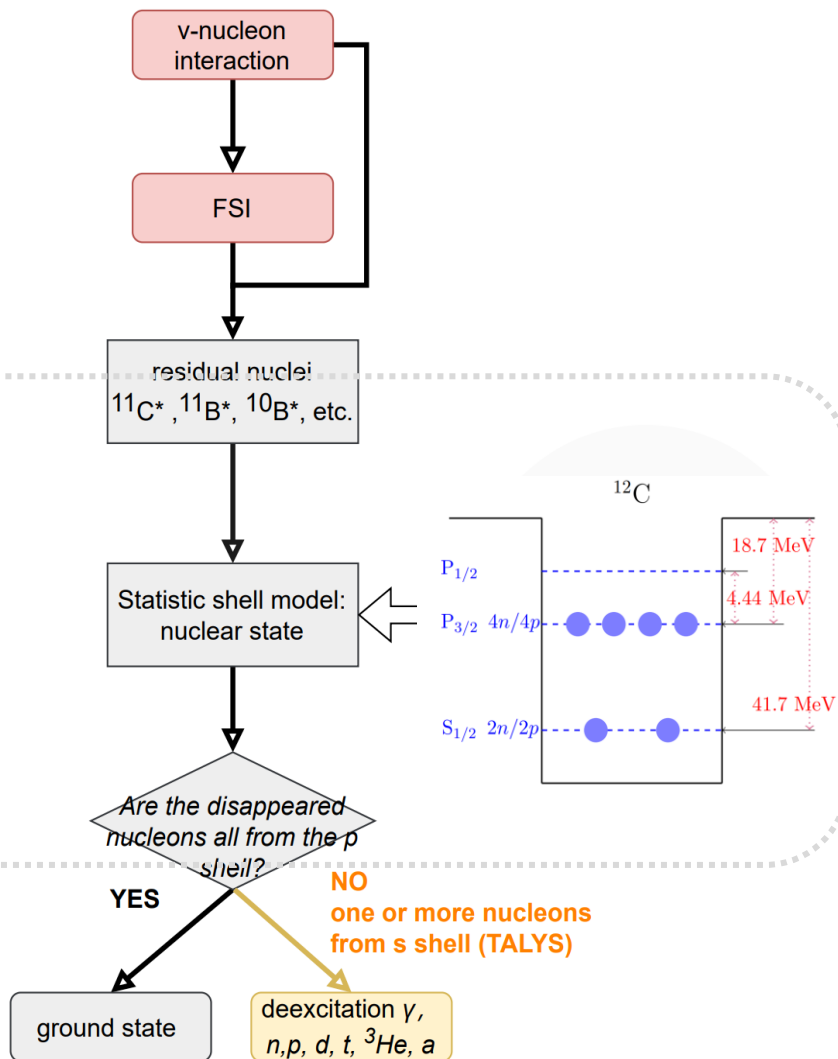 v-nucleon
interaction
FSI
residual nuclei
¹¹C* ,¹¹B*, ¹⁰B*, etc.
¹²C
18.7 MeV
P₁/₂
4.44 MeV
Statistic shell model:
nuclear state
P₃/₂ 4n/4p
41.7 MeV
S₁/₂ 2n/2p
Are the disappeared
nucleons all from the p
shell?
YES
NO
one or more nucleons
from s shell (TALYS)
ground state
deexcitation γ,
n,p, d, t, ³He, a